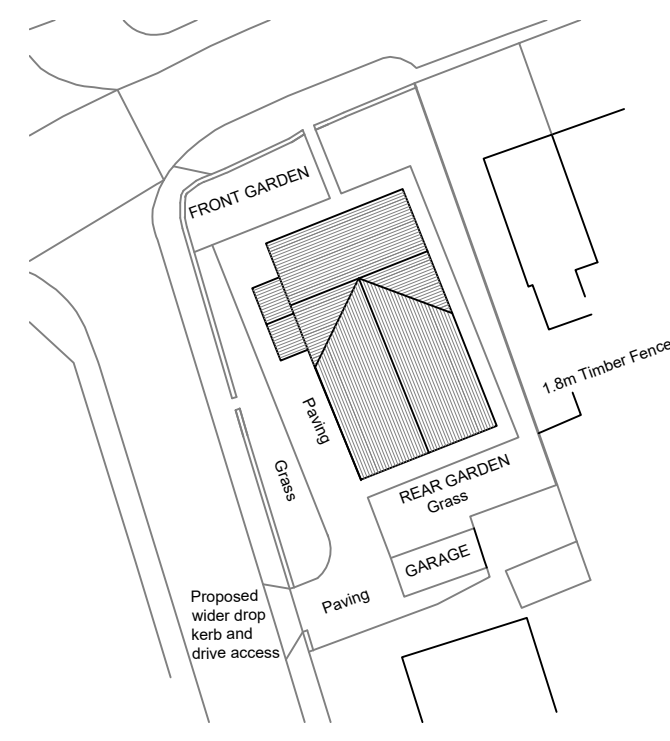 FRONT GARDEN
1.8m Timber Fence
Paving
Grass
REAR GARDEN
Grass
GARAGE
Proposed
wider drop
kerb and
drive access
Paving